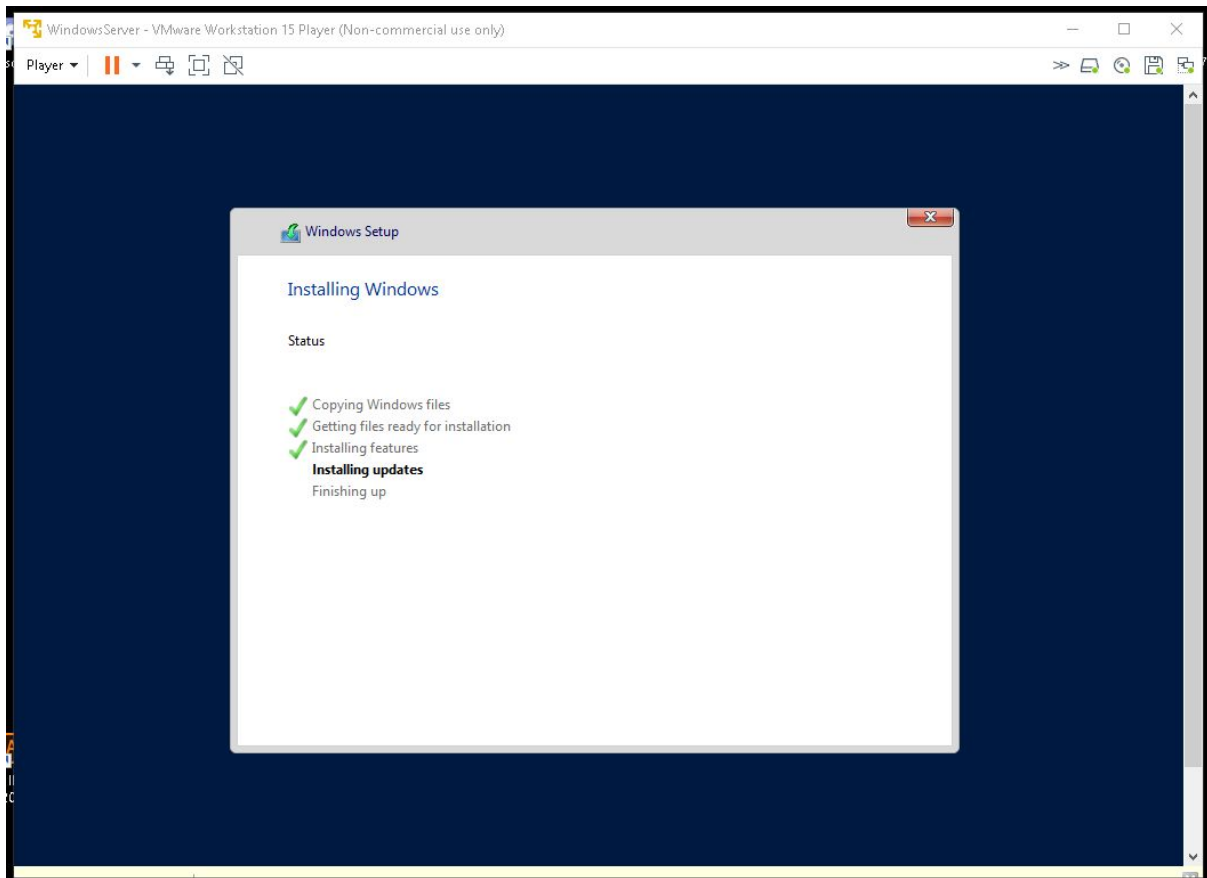 WindowsServer - VMware Workstation 15 Player (Non-commercial use only)
Player
Windows Setup
Installing Windows
Status
Copying Windows files
Getting files ready for installation
Installing features
Installing updates
Finishing up